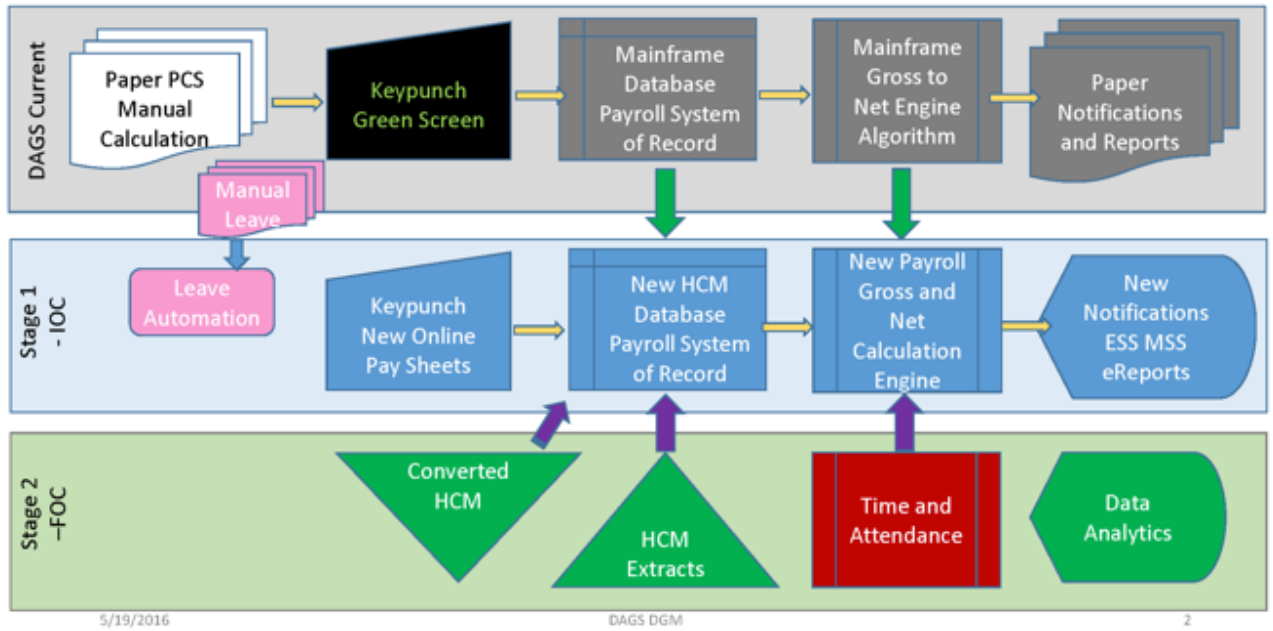 DAGS Current
Paper PCS
Manual
Calculation
Keypunch
Green Screen
Mainframe
Database
Payroll System
of Record
Mainframe
Gross to
Net Engine
Algorithm
Paper
Notifications
and Reports
Manual
Leave
Stage 1
- IOC
Leave
Automation
Keypunch
New Online
Pay Sheets
New HCM
Database
Payroll System
of Record
New Payroll
Gross and
Net
Calculation
Engine
New
Notifications
ESS MSS
eReports
Stage 2
–FOC
Converted
HCM
HCM
Extracts
Time and
Attendance
Data
Analytics
5/19/2016
DAGS DGM
2